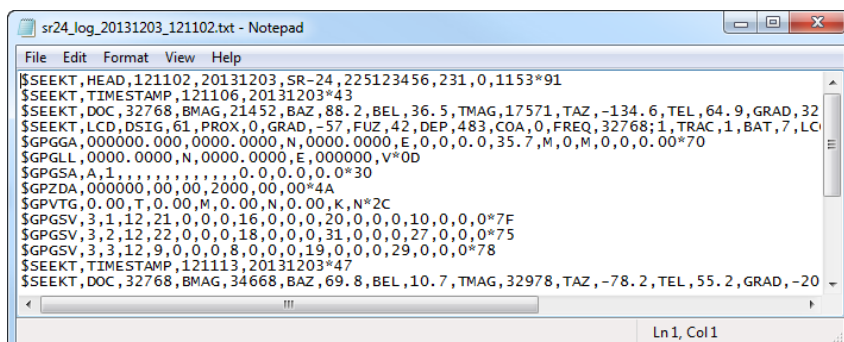 sr24_log_20131203_121102.txt - Notepad
File Edit Format View Help
$SEEKT,HEAD,121102,20131203,SR-24,225123456,231,0,1153*91
$SEEKT,TIMESTAMP,121106,20131203*43
$SEEKT,DOC,32768,BMAG,21452,BAZ,88.2,BEL,36.5,TMAG,17571,TAZ,-134.6,TEL,64.9,GRAD,32
$SEEKT,LCD,DSIG,61,PROX,0,GRAD,-57,FUZ,42,DEP,483,COA,0,FREQ,32768;1,TRAC,1,BAT,7,LC
$GPGGA,000000.000,0000.0000,N,0000.0000,E,0,0,0.0,35.7,M,0,M,0,0,0.00*70
$GPGLL,0000.0000,N,0000.0000,E,000000,V*0D
$GPGSA,A,1,,,,,,,,,,,,,0.0,0.0,0.0*30
$GPZDA,000000,00,00,2000,00,00*4A
$GPVTG,0.00,T,0.00,M,0.00,N,0.00,K,N*2C
$GPGSV,3,1,12,21,0,0,0,16,0,0,0,20,0,0,0,10,0,0,0*7F
$GPGSV,3,2,12,22,0,0,0,18,0,0,0,31,0,0,0,27,0,0,0*75
$GPGSV,3,3,12,9,0,0,0,8,0,0,0,19,0,0,0,29,0,0,0*78
$SEEKT,TIMESTAMP,121113,20131203*47
$SEEKT,DOC,32768,BMAG,34668,BAZ,69.8,BEL,10.7,TMAG,32978,TAZ,-78.2,TEL,55.2,GRAD,-20
Ln 1, Col 1